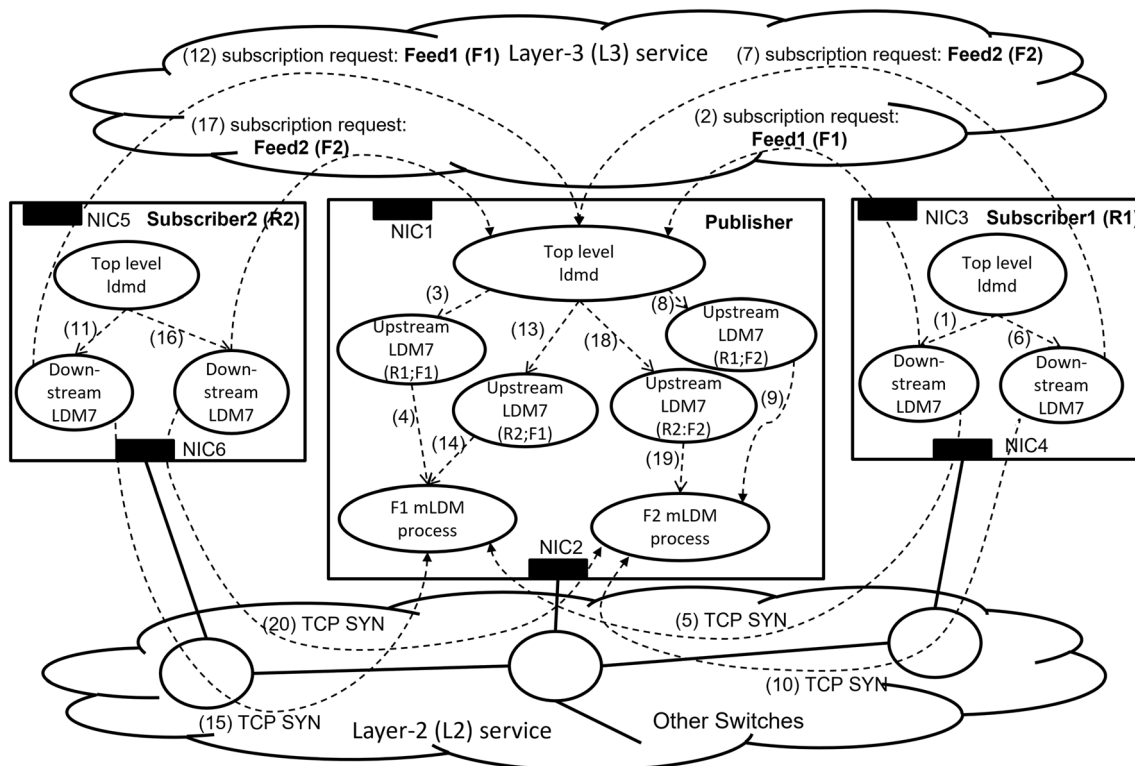 (12) subscription request: Feed1 (F1)
Layer-3 (L3) service
(7) subscription request: Feed2 (F2)
(17) subscription request:
Feed2 (F2)
(2) subscription request:
Feed1 (F1)
NIC5
Subscriber2 (R2)
Top level
ldmd
(11)
(16)
Down-
stream
LDM7
Down-
stream
LDM7
NIC6
NIC1
Publisher
Top level
ldmd
(3)
(13)
(18)
(8)
Upstream
LDM7
(R1;F1)
Upstream
LDM7
(R2;F1)
Upstream
LDM7
(R2:F2)
Upstream
LDM7
(R1;F2)
(4)
(14)
(19)
(9)
F1 mLDM
process
F2 mLDM
process
NIC2
NIC3
Subscriber1 (R1)
Top level
ldmd
(1)
(6)
Down-
stream
LDM7
Down-
stream
LDM7
NIC4
(20) TCP SYN
(5) TCP SYN
(15) TCP SYN
(10) TCP SYN
Layer-2 (L2) service
Other Switches